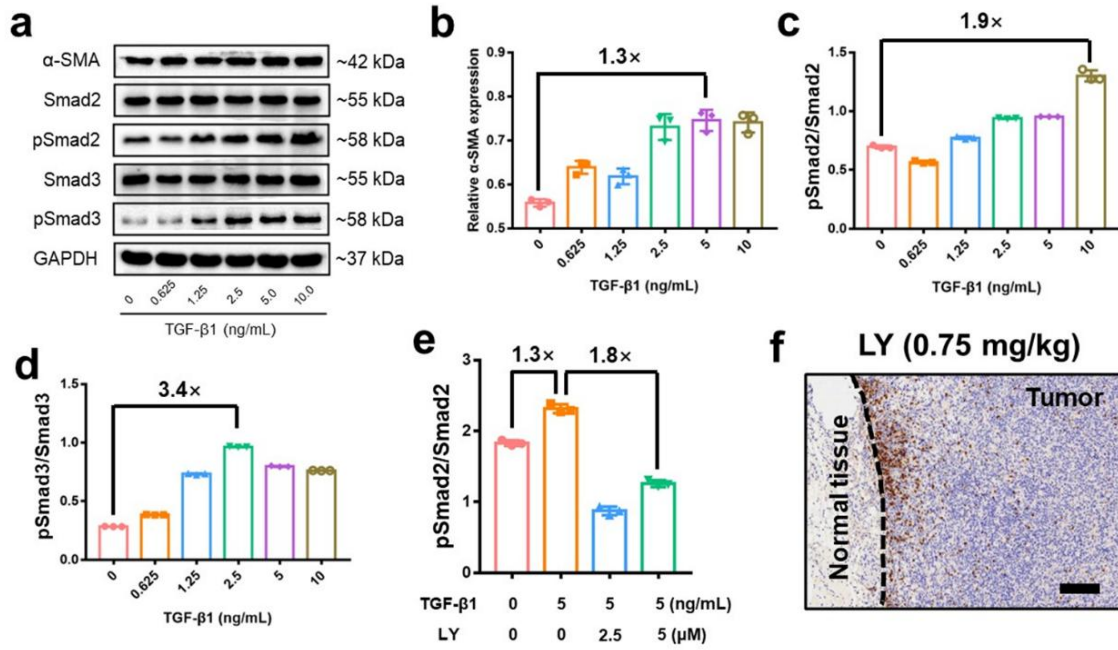 a
α-SMA ~42 kDa
Smad2 ~55 kDa
pSmad2 ~58 kDa
Smad3 ~55 kDa
pSmad3 ~58 kDa
GAPDH ~37 kDa
0 0.625 1.25 2.5 5.0 10.0
TGF-β1 (ng/mL)
b
1.3×
Relative α-SMA expression
0.9
0.8
0.7
0.6
0.5
0 0.625 1.25 2.5 5 10
TGF-β1 (ng/mL)
c
1.9×
pSmad2/Smad2
1.5
1.0
0.5
0.0
0 0.625 1.25 2.5 5 10
TGF-β1 (ng/mL)
d
3.4×
pSmad3/Smad3
1.5
1.0
0.5
0.0
0 0.625 1.25 2.5 5 10
TGF-β1 (ng/mL)
e
1.3× 1.8×
pSmad2/Smad2
3
2
1
0
TGF-β1 0 5 5 5 (ng/mL)
LY 0 0 2.5 5 (μM)
f
LY (0.75 mg/kg)
Normal tissue
Tumor